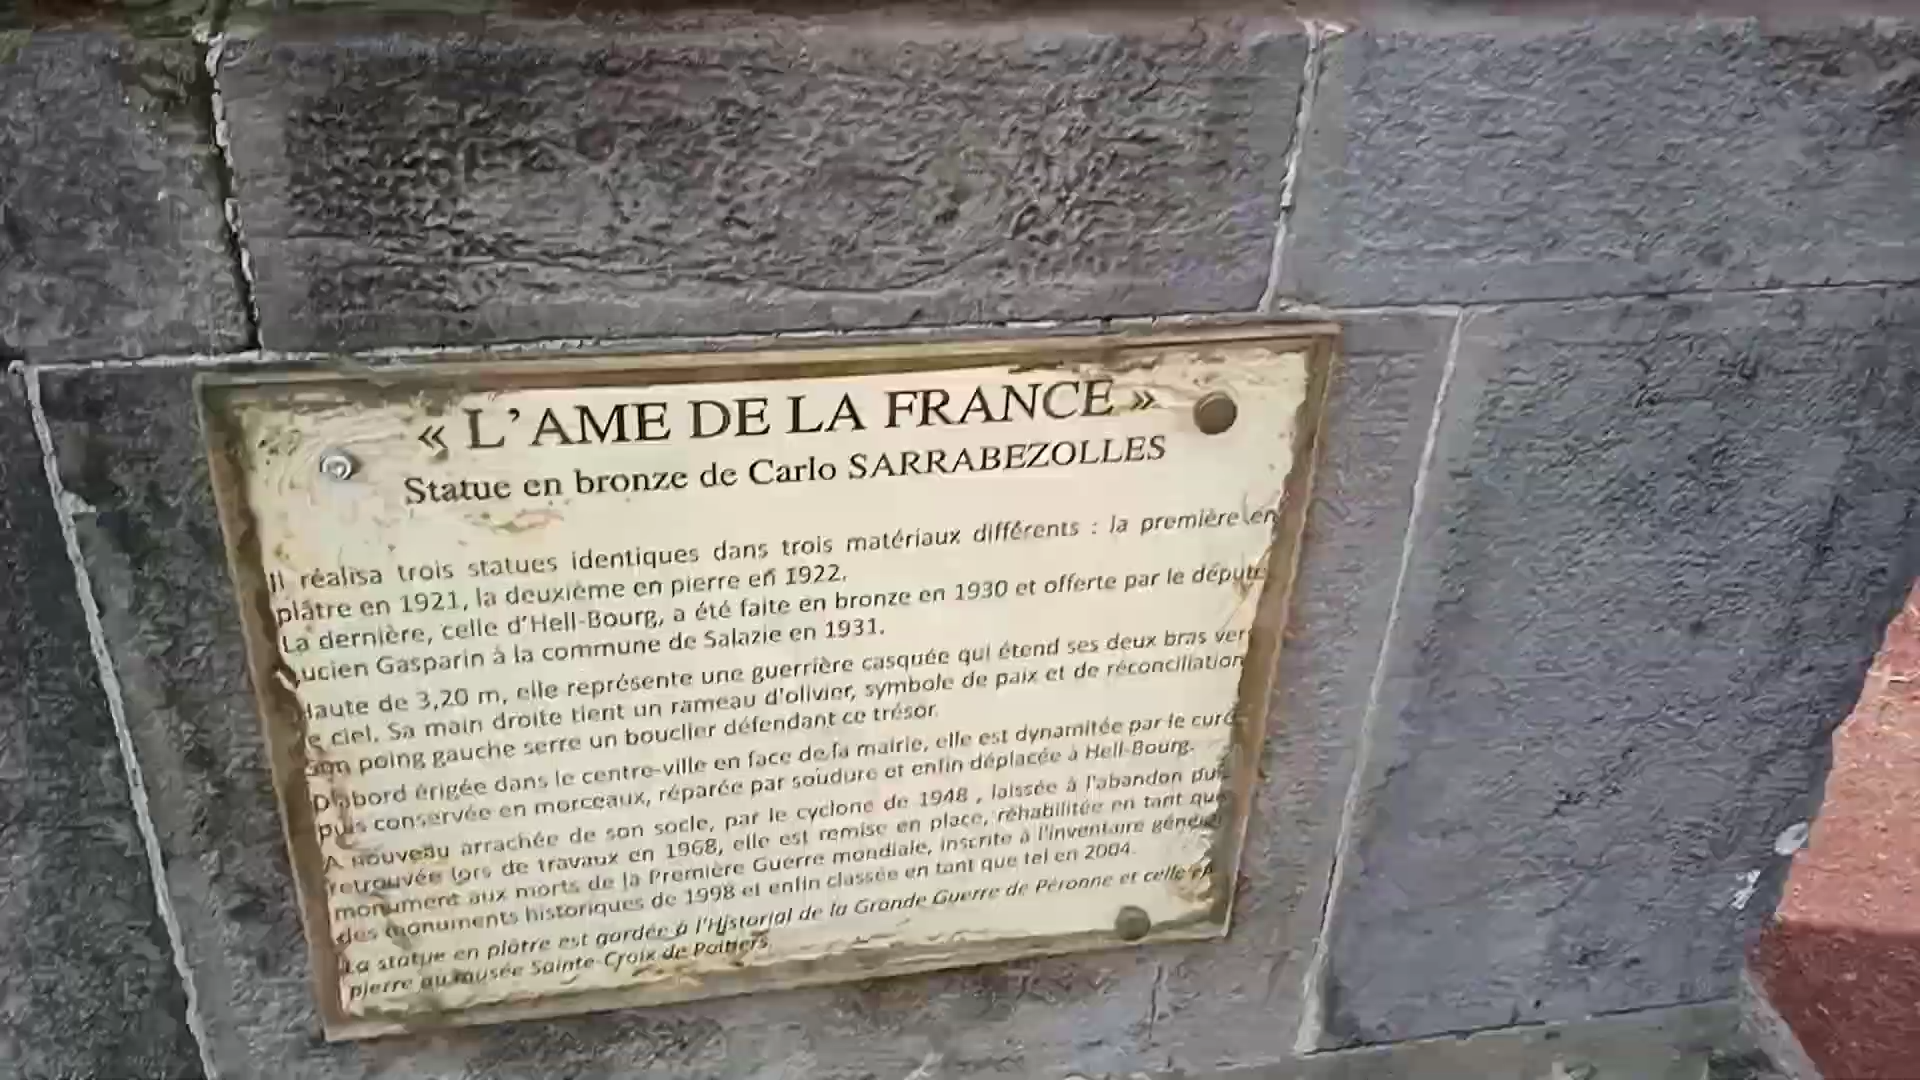 « L'AME DE LA FRANCE »
Statue en bronze de Carlo SARRABEZOLLES
Il réalisa trois statues identiques dans trois matériaux différents : la première en
plâtre en 1921, la deuxième en pierre en 1922.
La dernière, celle d'Hell-Bourg, a été faite en bronze en 1930 et offerte par le député
Lucien Gasparin à la commune de Salazie en 1931.
Haute de 3,20 m, elle représente une guerrière casquée qui étend ses deux bras vers
le ciel. Sa main droite tient un rameau d'olivier, symbole de paix et de réconciliation
Son poing gauche serre un bouclier défendant ce trésor.
D'abord érigée dans le centre-ville en face de la mairie, elle est dynamitée par le curé
puis conservée en morceaux, réparée par soudure et enfin déplacée à Hell-Bourg.
A nouveau arrachée de son socle, par le cyclone de 1948 , laissée à l'abandon puis
retrouvée lors de travaux en 1968, elle est remise en place, réhabilitée en tant que
monument aux morts de la Première Guerre mondiale, inscrite à l'inventaire général
des monuments historiques de 1998 et enfin classée en tant que tel en 2004.
La statue en plâtre est gardée à l'Historial de la Grande Guerre de Péronne et celle en
pierre au musée Sainte-Croix de Poitiers.